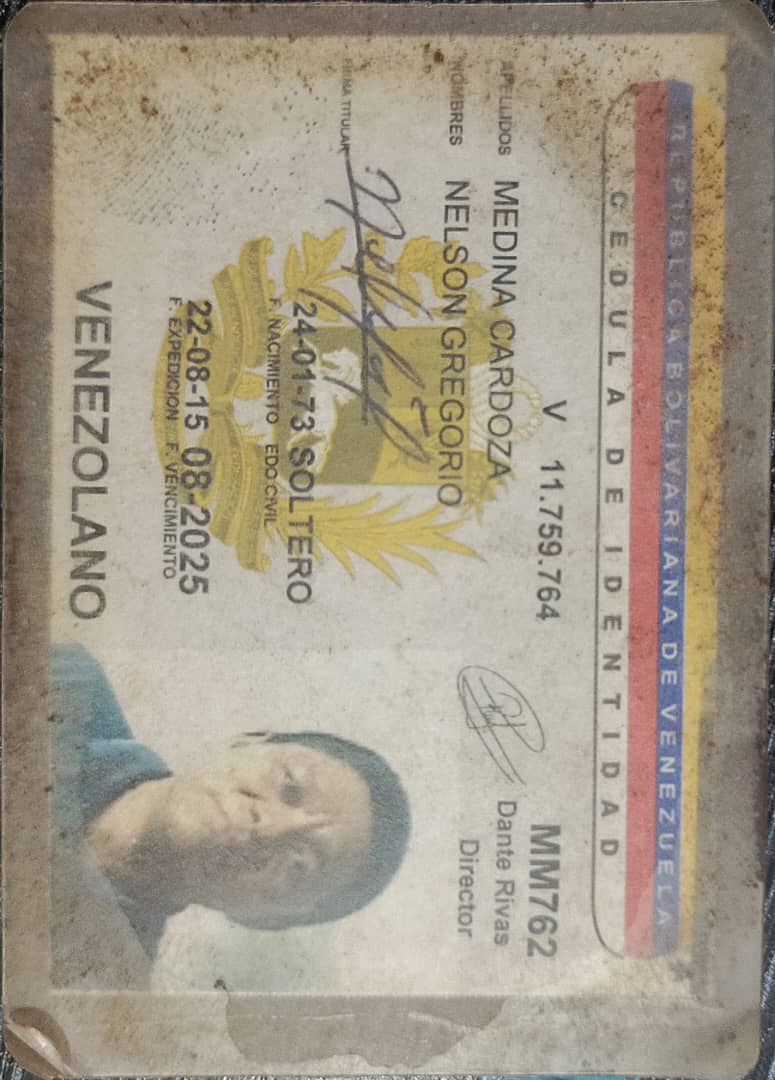 REPUBLICA BOLIVARIANA DE VENEZUELA
CEDULA DE IDENTIDAD
V 11.759.764
MM762
APELLIDOS MEDINA CARDOZA
Dante Rivas
Director
NOMBRES NELSON GREGORIO
FIRMA TITULAR
24-01-73 SOLTERO
F. NACIMIENTO EDO CIVIL
22-08-15 08-2025
F. EXPEDICION F. VENCIMIENTO
VENEZOLANO